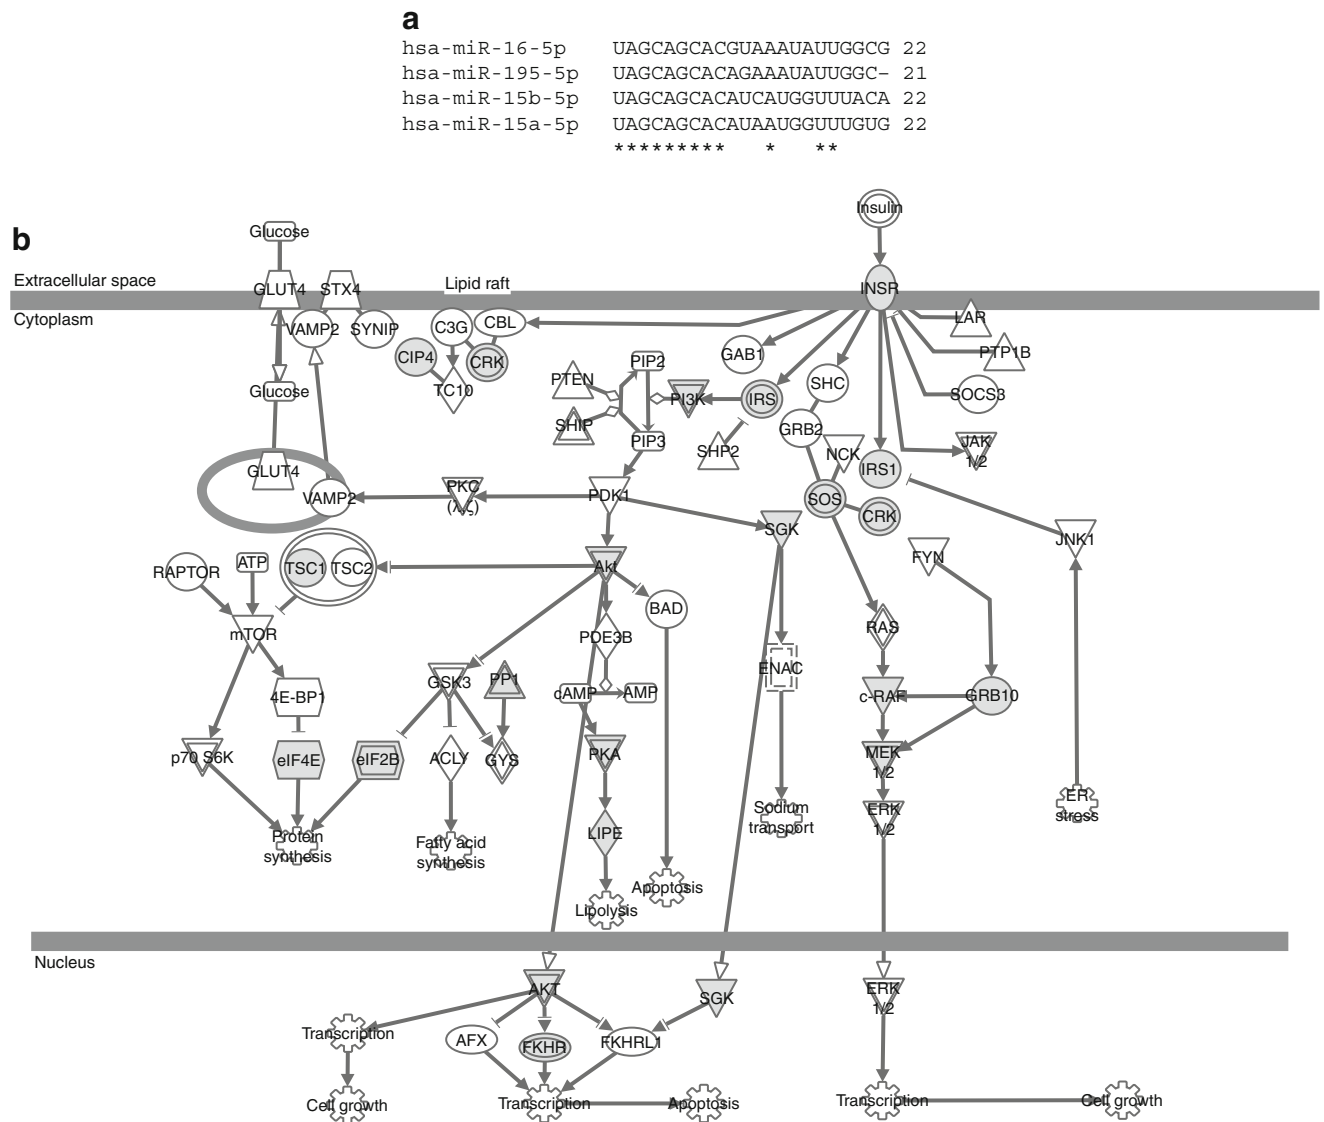 a
hsa-miR-16-5p UAGCAGCACGUAAAUAUUGGCG 22
hsa-miR-195-5p UAGCAGCACAGAAAUAUUGGC- 21
hsa-miR-15b-5p UAGCAGCACAUCAUGGUUUACA 22
hsa-miR-15a-5p UAGCAGCACAUAAUGGUUUGUG 22
********* * **
b
Insulin
Glucose
Extracellular space
Lipid raft
GLUT4
STX4
INSR
Cytoplasm
VAMP2
SYNIP
C3G
CBL
LAR
CIP4
CRK
GAB1
PTP1B
PIP2
TC10
Glucose
PTEN
PI3K
IRS
SHC
SOCS3
SHIP
PIP3
SHP2
GRB2
NCK
JAK
1/2
GLUT4
IRS1
VAMP2
PKC
(λζ)
PDK1
SOS
CRK
SGK
JNK1
RAPTOR
ATP
TSC1
TSC2
Akt
FYN
BAD
mTOR
PDE3B
RAS
ENAC
4E-BP1
GSK3
PP1
cAMP
AMP
c-RAF
GRB10
p70 S6K
eIF4E
eIF2B
ACLY
GYS
PKA
MEK
1/2
Sodium
transport
ERK
1/2
ER
stress
Protein
synthesis
Fatty acid
synthesis
LIPE
Apoptosis
Lipolysis
Nucleus
AKT
SGK
ERK
1/2
Transcription
AFX
FKHR
FKHRL1
Cell growth
Transcription
Apoptosis
Transcription
Cell growth